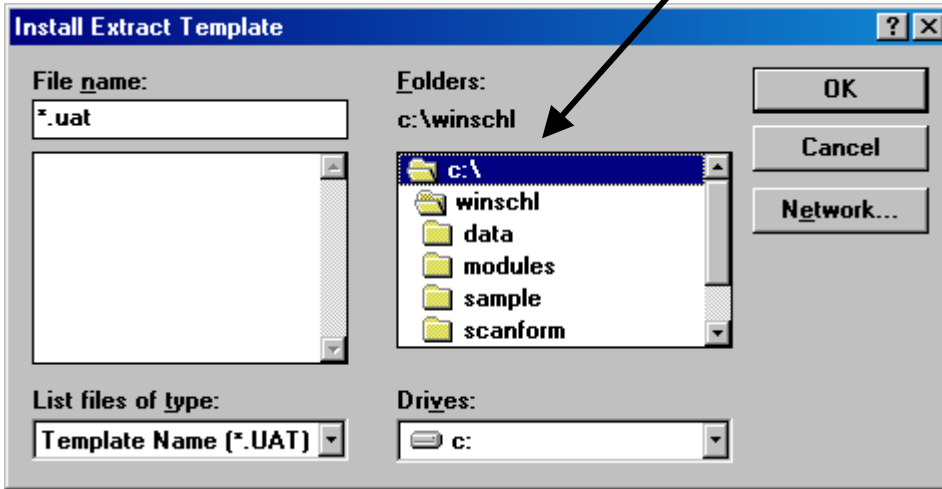 Install Extract Template
File name:
*.uat
Folders:
c:\winschl
c:\
winschl
data
modules
sample
scanform
OK
Cancel
Network...
List files of type:
Template Name (*.UAT)
Drives:
c: